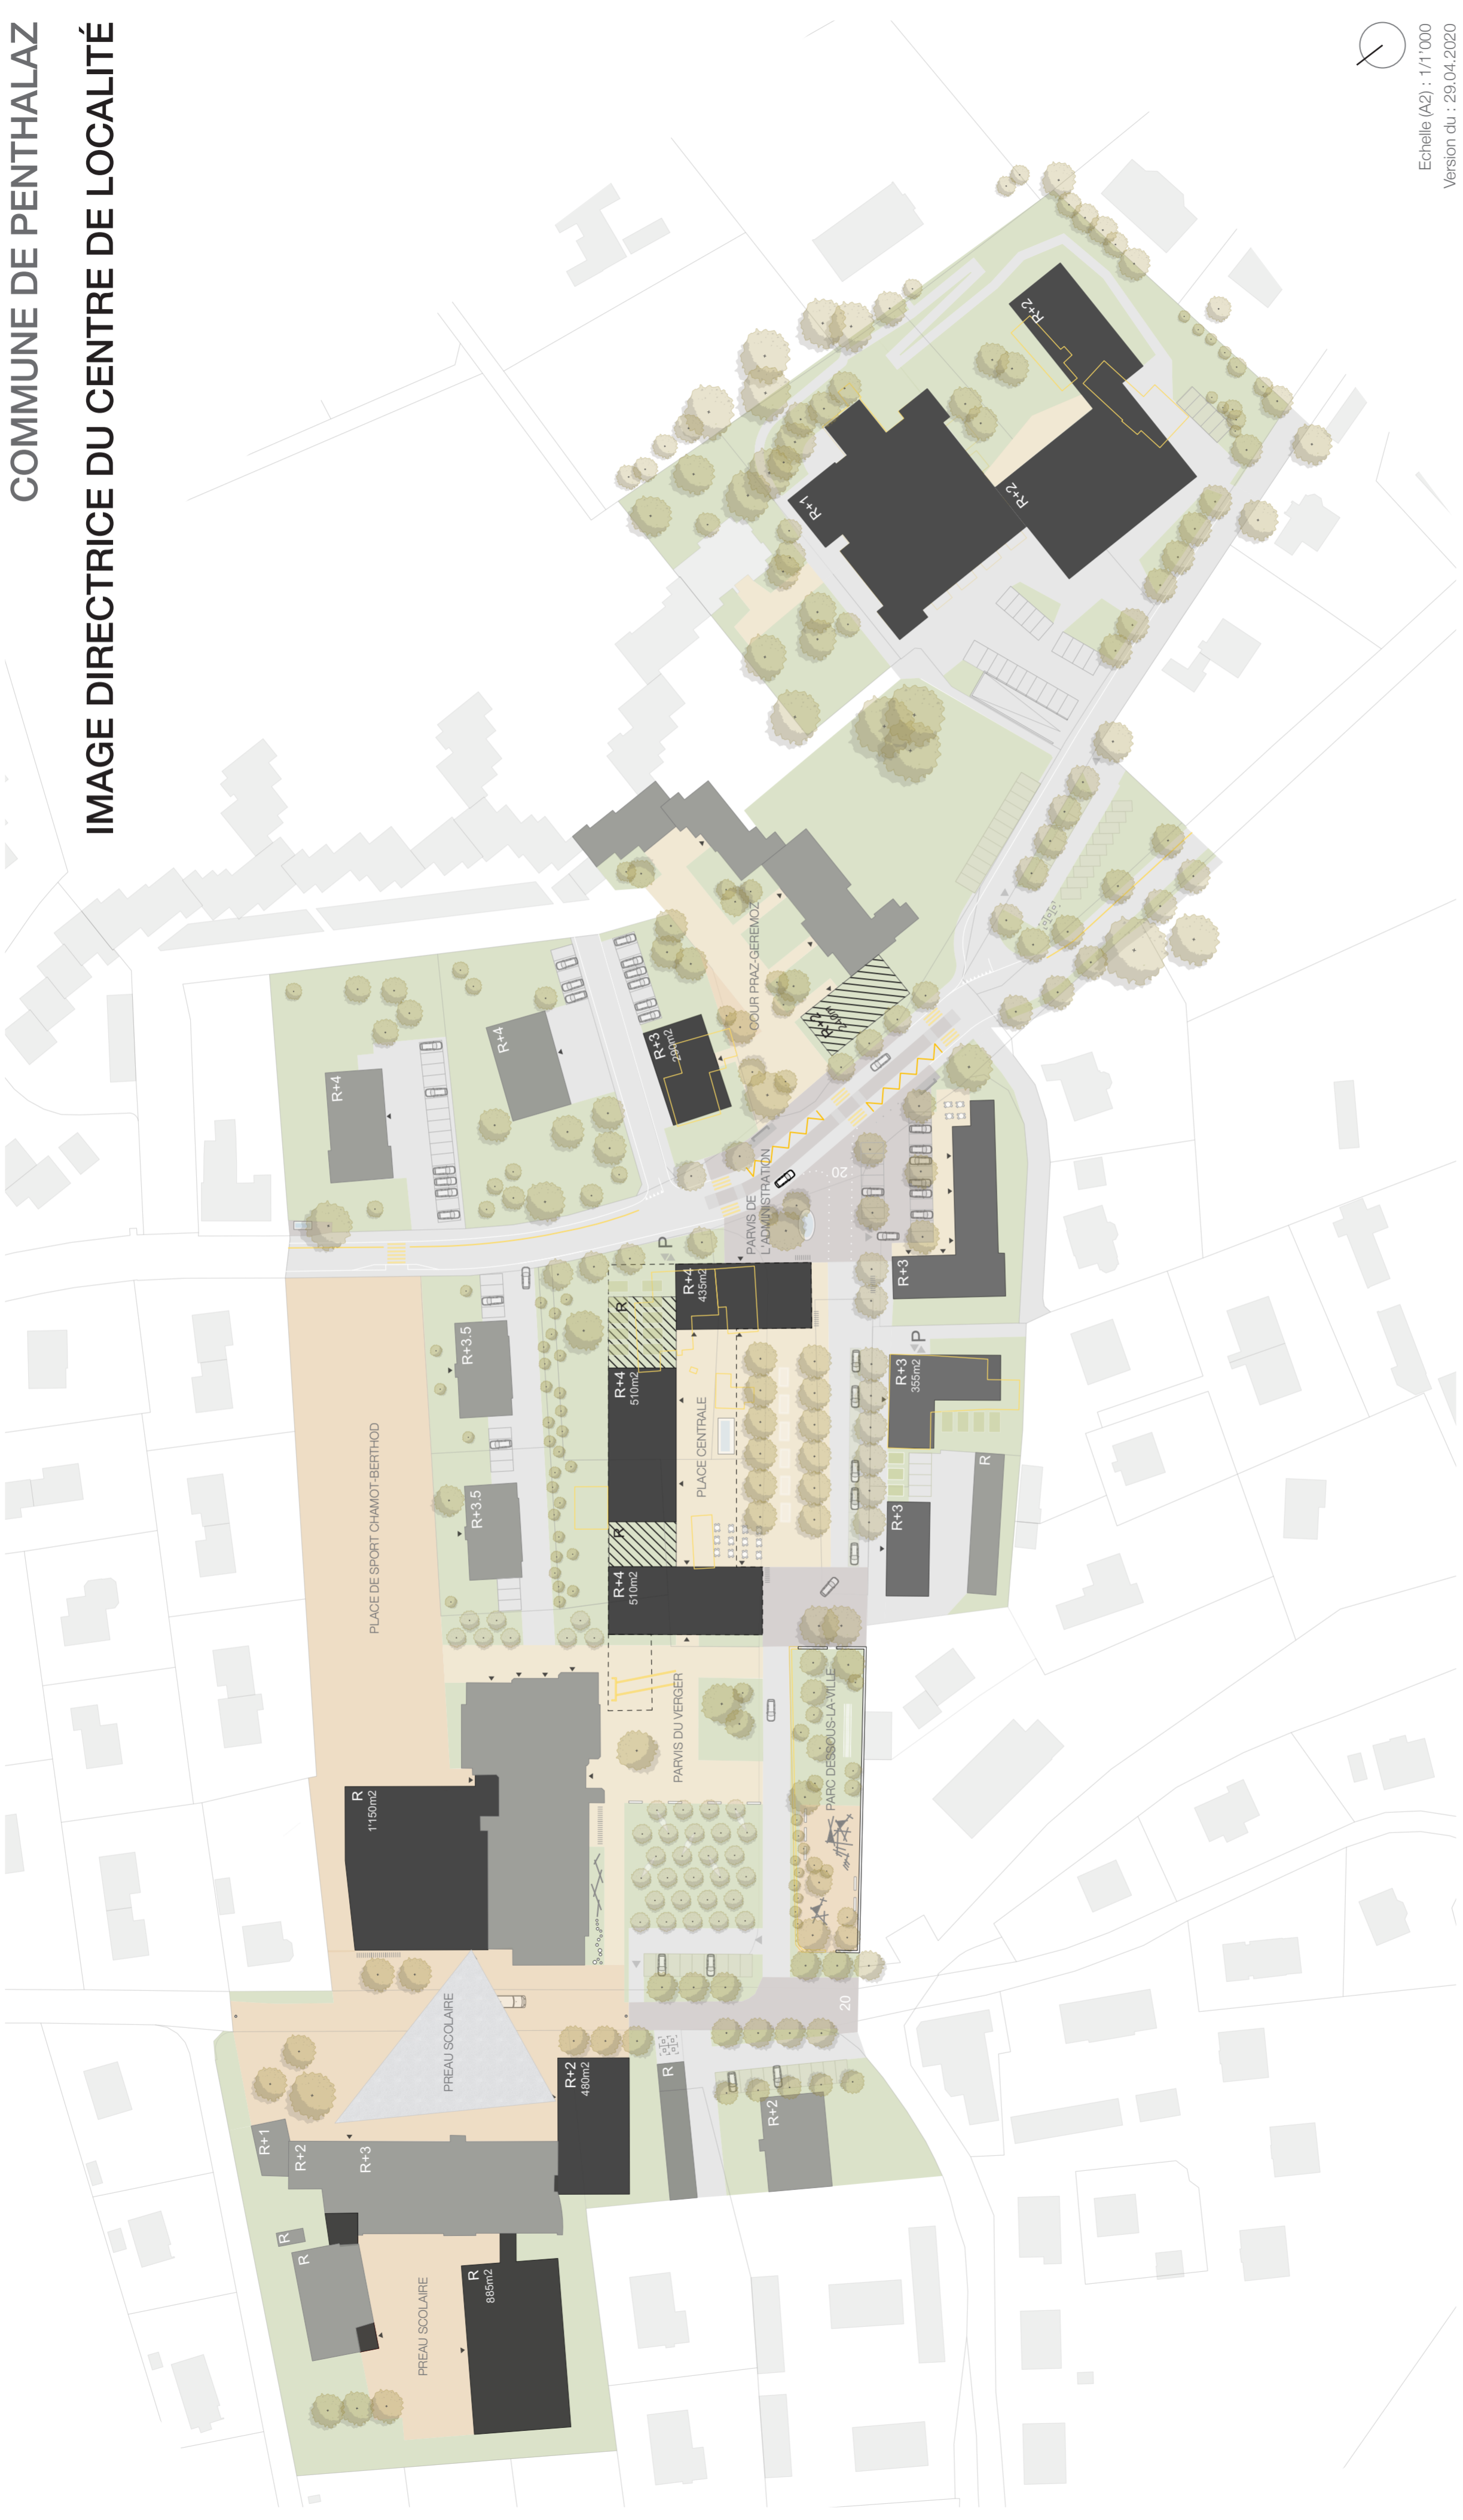 COMMUNE DE PENTHALAZ
IMAGE DIRECTRICE DU CENTRE DE LOCALITÉ
Echelle (A2) : 1/1'000
Version du : 29.04.2020
R+2
R+1
R+2
COUR PRAZ-GEREMOZ
R+2
R+4
R+4
R+3
290m2
PARVIS DE
L'ADMINISTRATION
20
P
R+3
R+4
435m2
R
R+3.5
R+4
510m2
PLACE CENTRALE
P
R+3
355m2
R
R+3
PLACE DE SPORT CHAMOT-BERTHOD
R+3.5
R
R+4
510m2
PARVIS DU VERGER
PARC DESSOUS-LA-VILLE
R
1'150m2
PREAU SCOLAIRE
20
R+2
480m2
R
R+2
R+1
R+2
R+3
R
R
PREAU SCOLAIRE
R
885m2